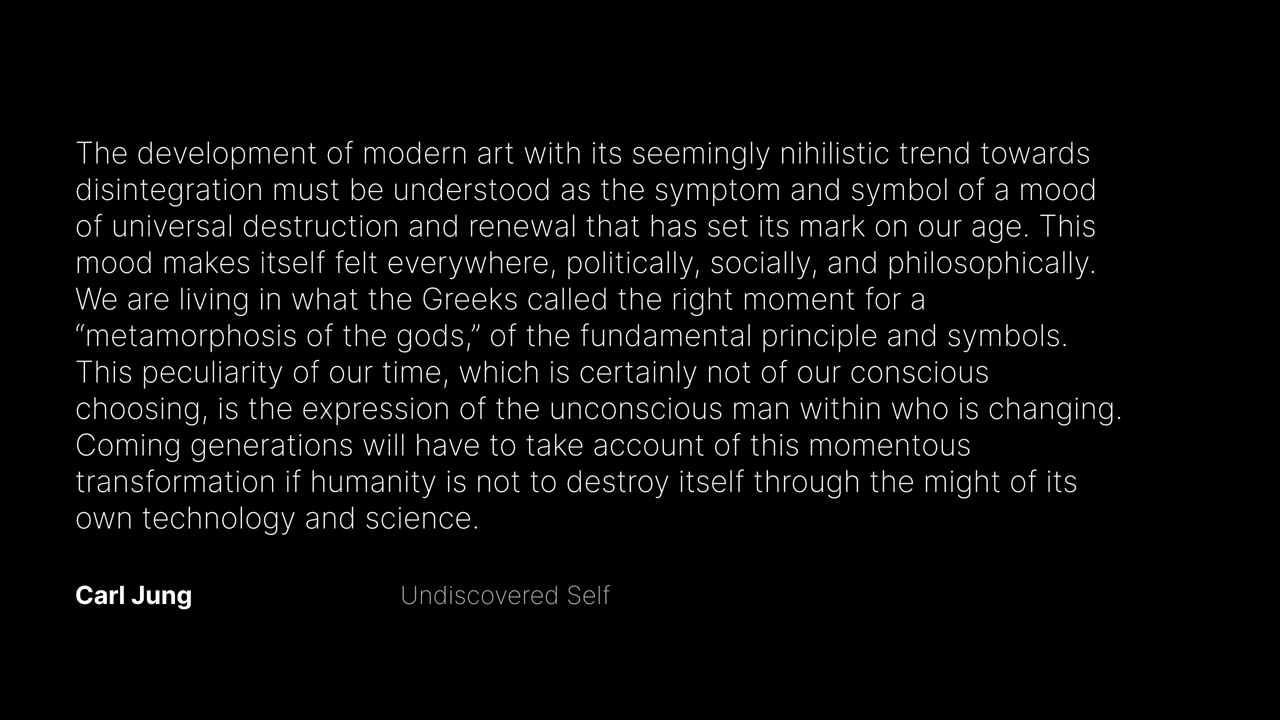 The development of modern art with its seemingly nihilistic trend towards
disintegration must be understood as the symptom and symbol of a mood
of universal destruction and renewal that has set its mark on our age. This
mood makes itself felt everywhere, politically, socially, and philosophically.
We are living in what the Greeks called the right moment for a
“metamorphosis of the gods,” of the fundamental principle and symbols.
This peculiarity of our time, which is certainly not of our conscious
choosing, is the expression of the unconscious man within who is changing.
Coming generations will have to take account of this momentous
transformation if humanity is not to destroy itself through the might of its
own technology and science.
Carl Jung Undiscovered Self